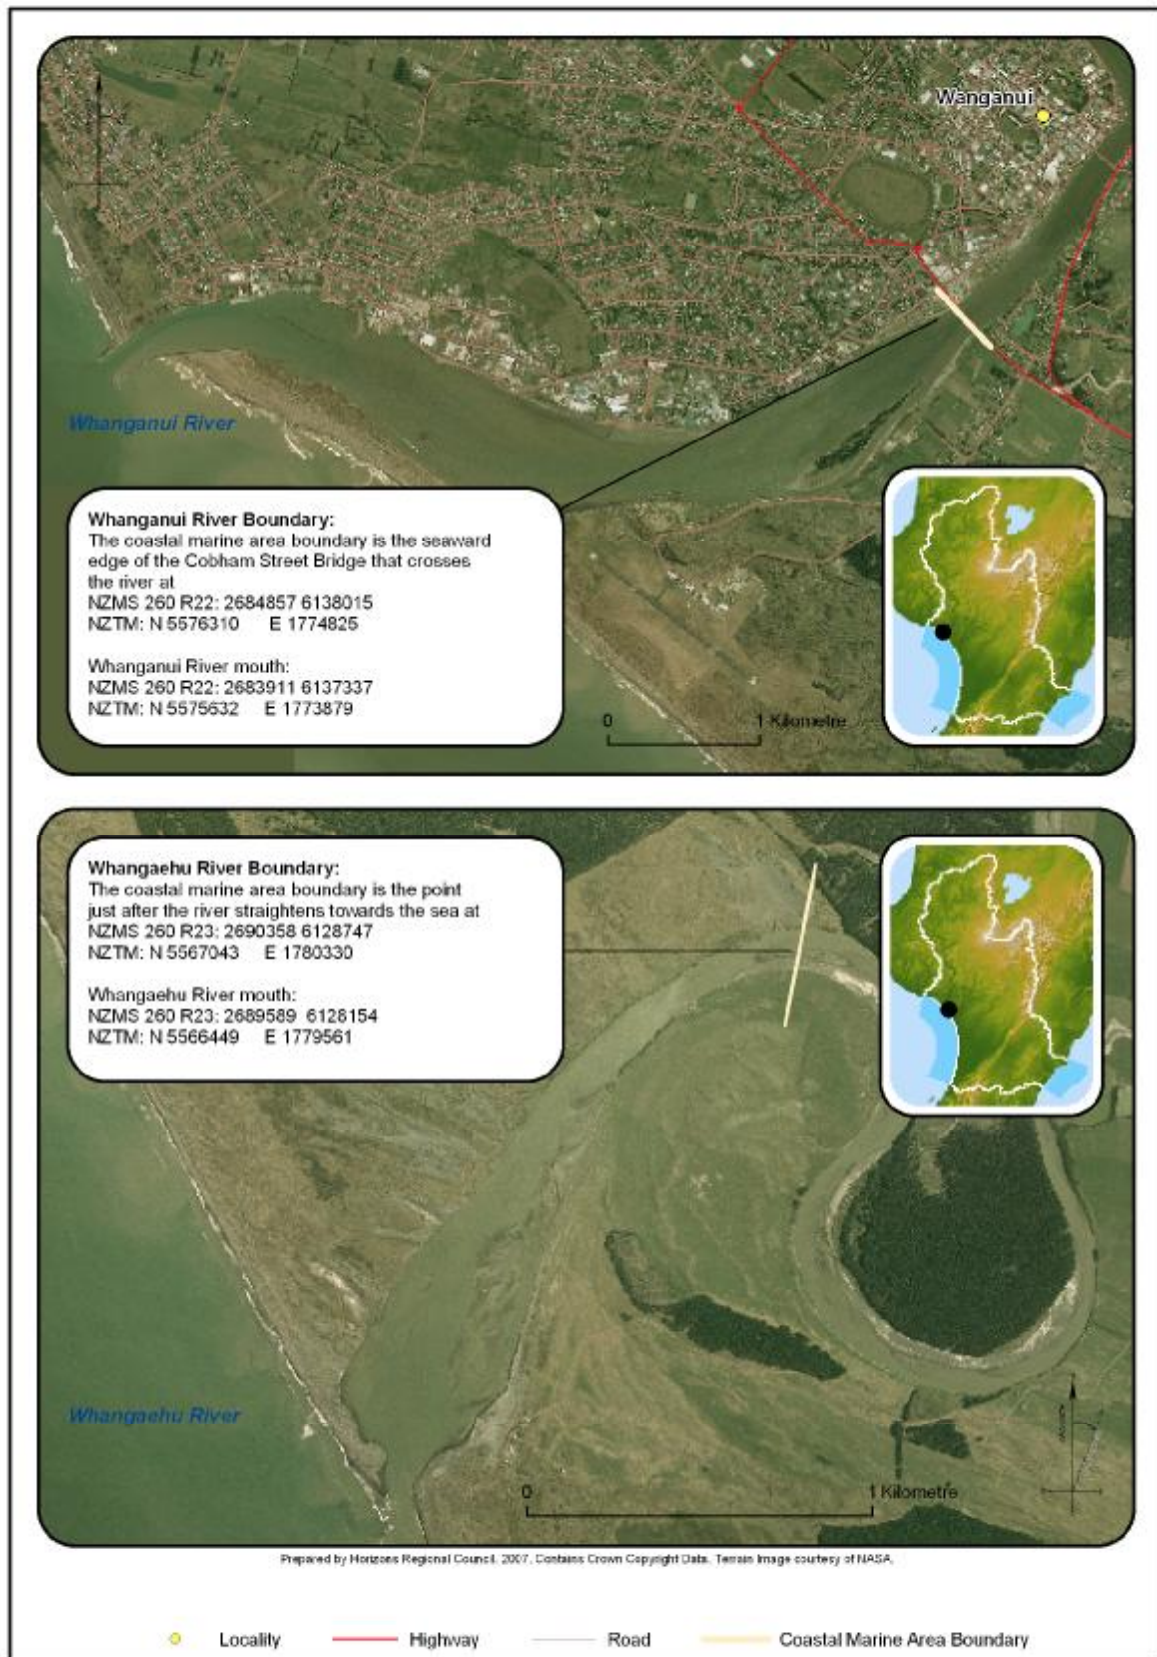 Wanganui
Whanganui River
Whanganui River Boundary:
The coastal marine area boundary is the seaward
edge of the Cobham Street Bridge that crosses
the river at
NZMS 260 R22: 2684857 6138015
NZTM: N 5576310 E 1774825
Whanganui River mouth:
NZMS 260 R22: 2683911 6137337
NZTM: N 5575632 E 1773879
0 1 Kilometre
Whangaehu River Boundary:
The coastal marine area boundary is the point
just after the river straightens towards the sea at
NZMS 260 R23: 2690358 6128747
NZTM: N 5567043 E 1780330
Whangaehu River mouth:
NZMS 260 R23: 2689589 6128154
NZTM: N 5566449 E 1779561
Whangaehu River
0 1 Kilometre
Prepared by Horizons Regional Council, 2007. Contains Crown Copyright Data. Terrain Image courtesy of NASA.
Locality Highway Road Coastal Marine Area Boundary